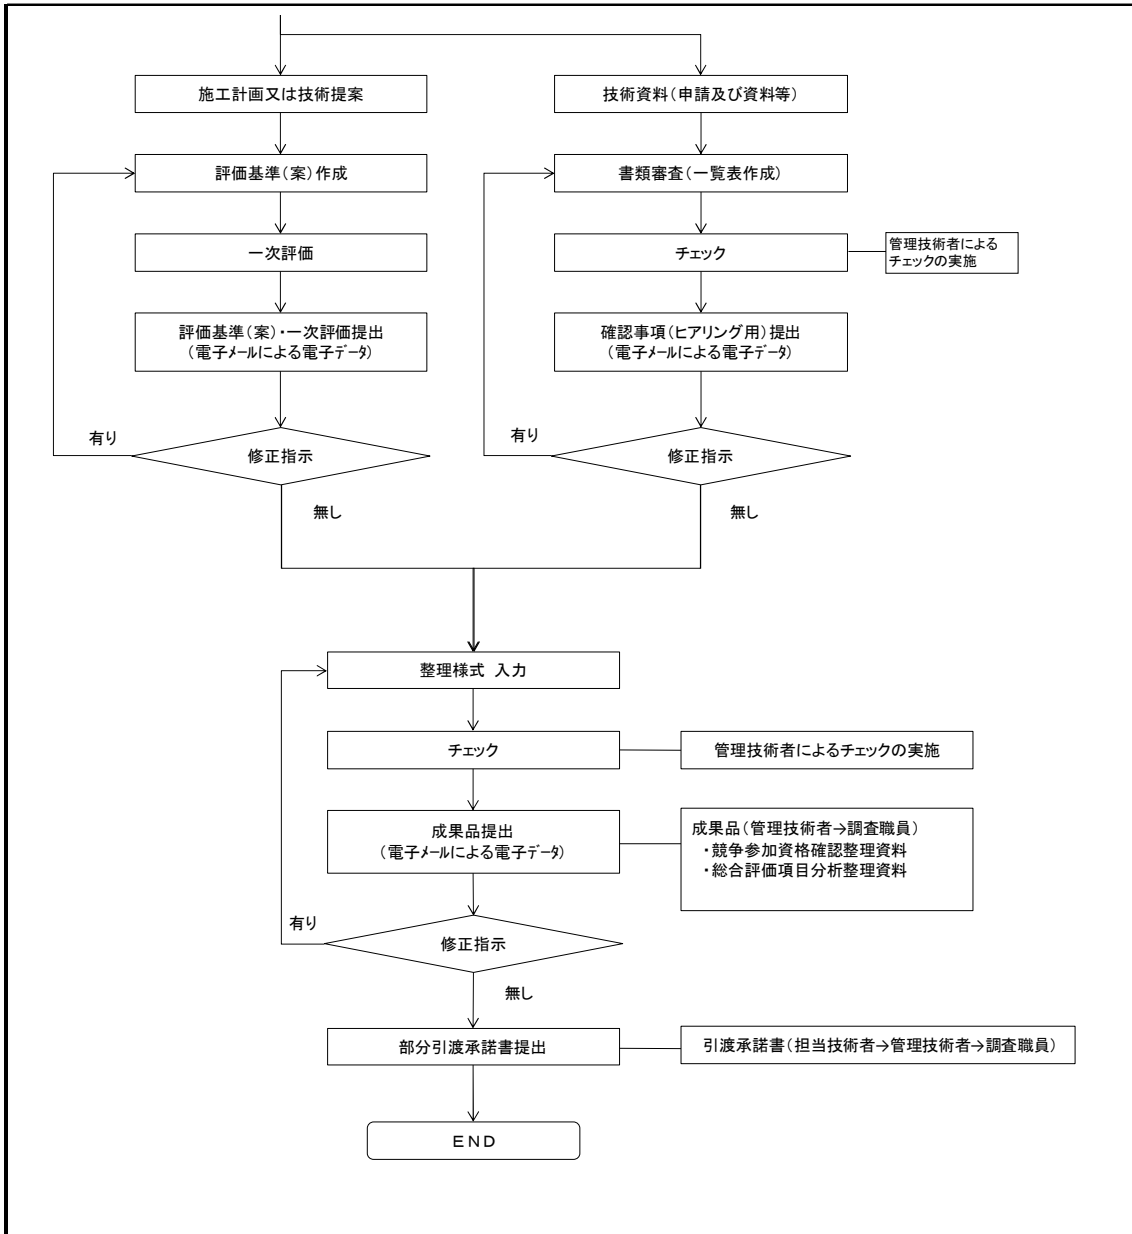 施工計画又は技術提案
技術資料（申請及び資料等）
評価基準（案）作成
書類審査（一覧表作成）
一次評価
チェック
管理技術者による
チェックの実施
評価基準（案）・一次評価提出
（電子メールによる電子データ）
確認事項（ヒアリング用）提出
（電子メールによる電子データ）
有り
修正指示
有り
修正指示
無し
無し
整理様式 入力
チェック
管理技術者によるチェックの実施
成果品提出
（電子メールによる電子データ）
成果品（管理技術者→調査職員）
・競争参加資格確認整理資料
・総合評価項目分析整理資料
有り
修正指示
無し
部分引渡承諾書提出
引渡承諾書（担当技術者→管理技術者→調査職員）
ＥＮＤ